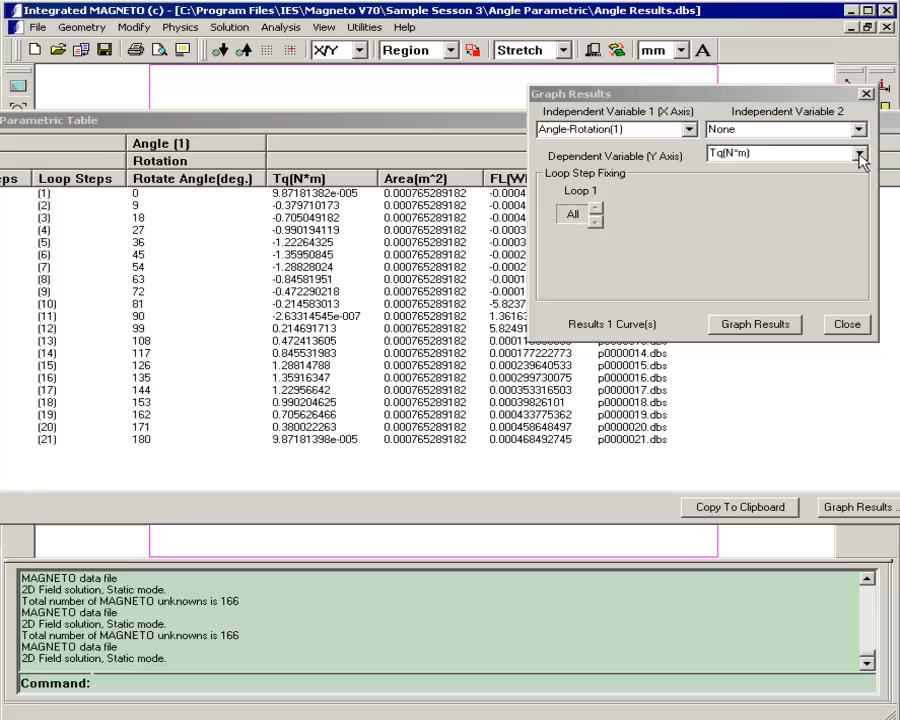 Integrated MAGNETO (c) - [C:\Program Files\IES\Magneto V70\Sample Sesson 3\Angle Parametric\Angle Results.dbs]
File Geometry Modify Physics Solution Analysis View Utilities Help
X/Y Region Stretch mm A
Graph Results
Independent Variable 1 (X Axis) Independent Variable 2
Angle-Rotation(1) None
Dependent Variable (Y Axis) Tq(N*m)
Loop Step Fixing
Loop 1
All
Results 1 Curve(s) Graph Results Close
Parametric Table
Angle (1)
Rotation
eps Loop Steps Rotate Angle(deg.) Tq(N*m) Area(m^2) FL(W
(1) 0 9.87181382e-005 0.000765289182 -0.0004
(2) 9 -0.379710173 0.000765289182 -0.0004
(3) 18 -0.705049182 0.000765289182 -0.0004
(4) 27 -0.990194119 0.000765289182 -0.0003
(5) 36 -1.22264325 0.000765289182 -0.0003
(6) 45 -1.35950845 0.000765289182 -0.0002
(7) 54 -1.28828024 0.000765289182 -0.0002
(8) 63 -0.84581951 0.000765289182 -0.0001
(9) 72 -0.472290218 0.000765289182 -0.0001
(10) 81 -0.214583013 0.000765289182 -5.8237
(11) 90 -2.63314545e-007 0.000765289182 1.3616
(12) 99 0.214691713 0.000765289182 5.8249
(13) 108 0.472413605 0.000765289182
(14) 117 0.845531983 0.000765289182 0.000177222773 p0000014.dbs
(15) 126 1.28814788 0.000765289182 0.000239640533 p0000015.dbs
(16) 135 1.35916347 0.000765289182 0.000299730075 p0000016.dbs
(17) 144 1.22956642 0.000765289182 0.000353316503 p0000017.dbs
(18) 153 0.990204625 0.000765289182 0.00039826101 p0000018.dbs
(19) 162 0.705626466 0.000765289182 0.000433775362 p0000019.dbs
(20) 171 0.380022263 0.000765289182 0.000458648497 p0000020.dbs
(21) 180 9.87181398e-005 0.000765289182 0.000468492745 p0000021.dbs
Copy To Clipboard Graph Results ..
MAGNETO data file
2D Field solution, Static mode.
Total number of MAGNETO unknowns is 166
MAGNETO data file
2D Field solution, Static mode.
Total number of MAGNETO unknowns is 166
MAGNETO data file
2D Field solution, Static mode.
Command: